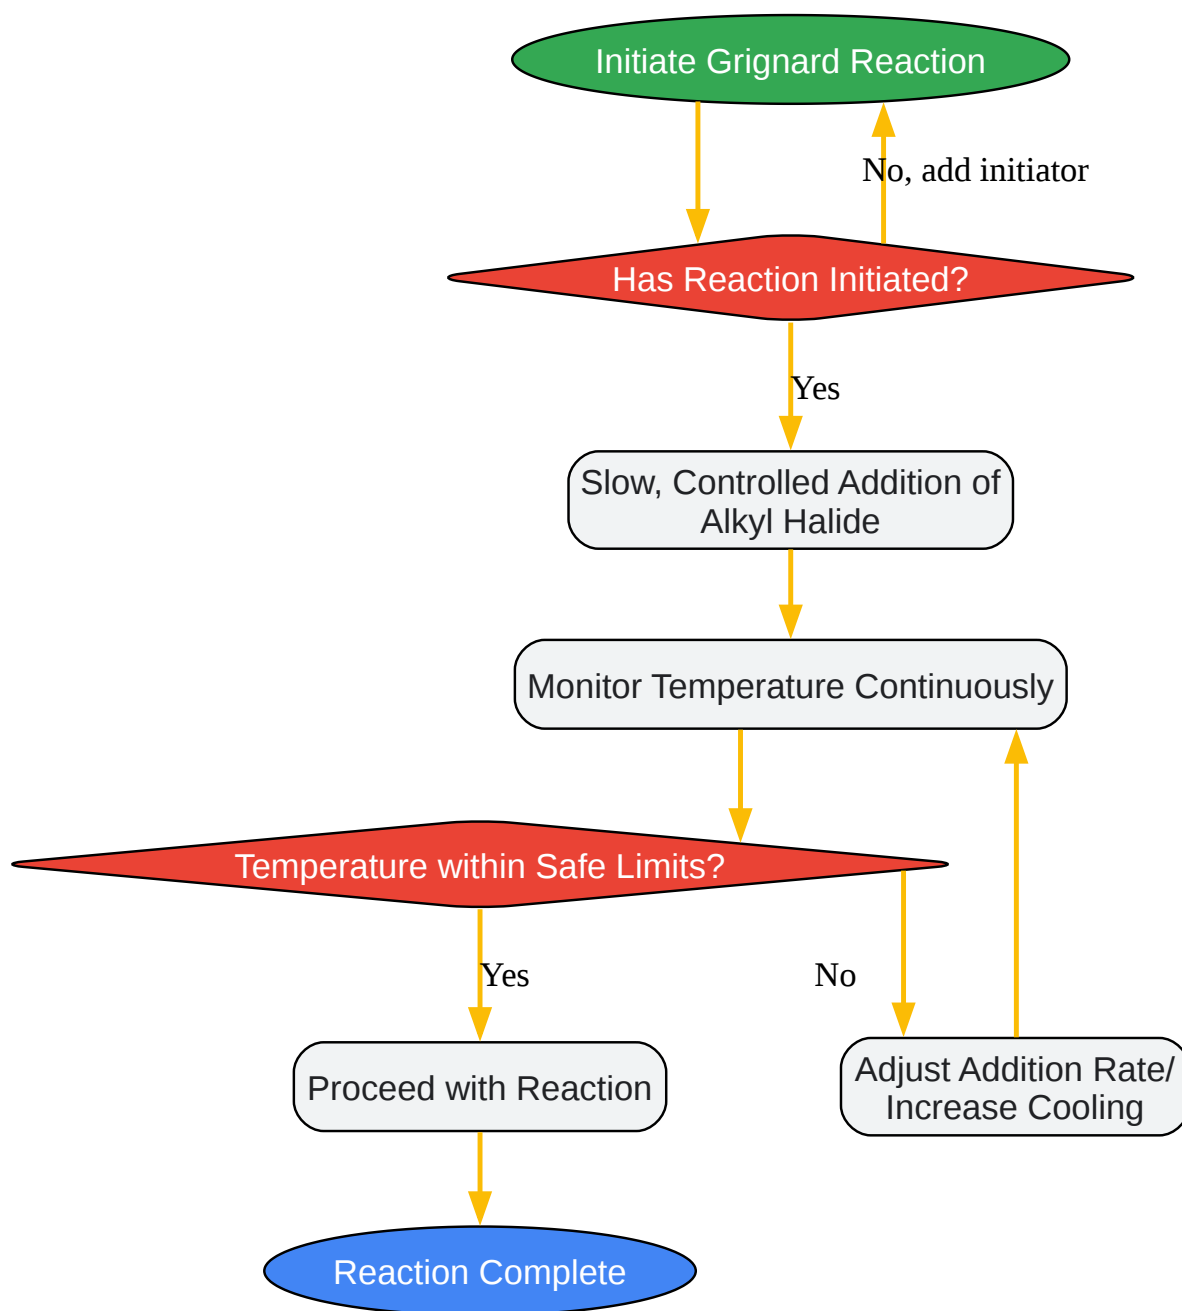 Initiate Grignard Reaction
No, add initiator
Has Reaction Initiated?
Yes
Slow, Controlled Addition of
Alkyl Halide
Monitor Temperature Continuously
Temperature within Safe Limits?
Yes
No
Proceed with Reaction
Adjust Addition Rate/
Increase Cooling
Reaction Complete